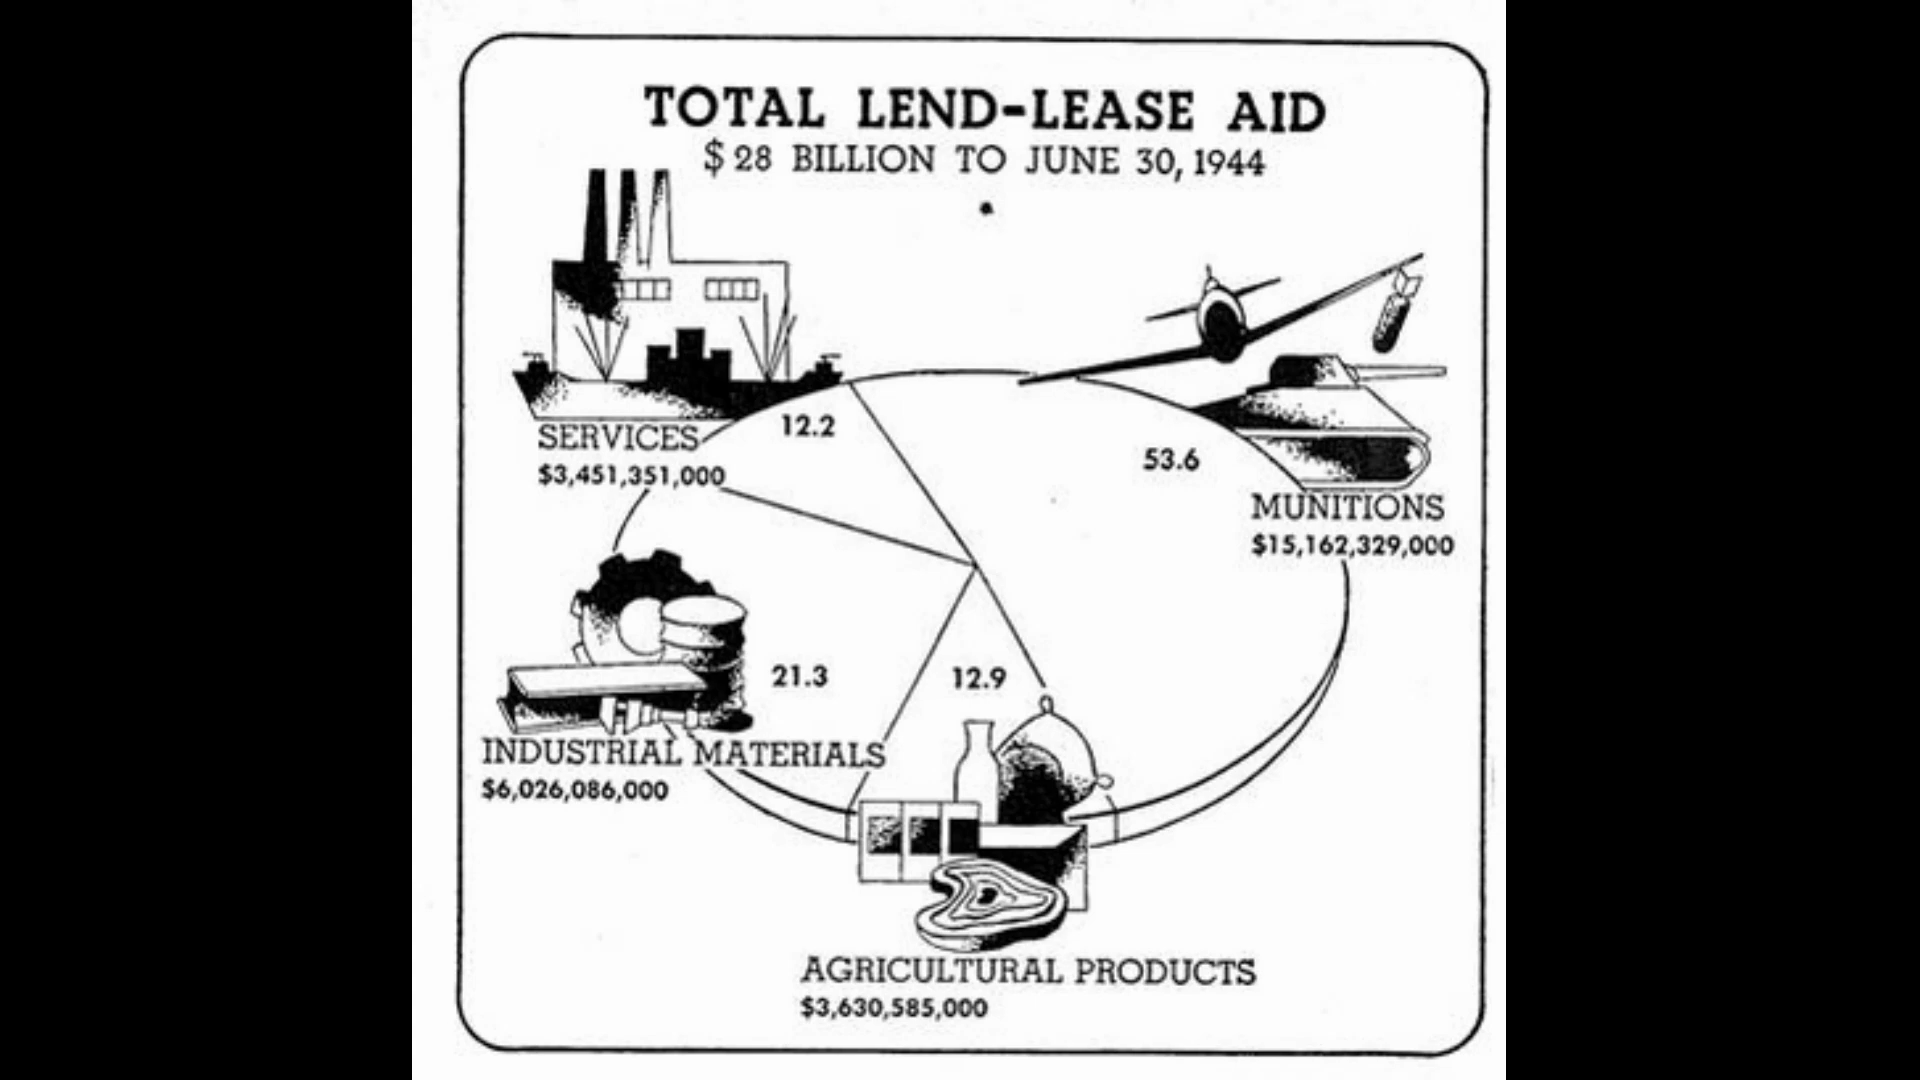 TOTAL LEND-LEASE AID
$28 BILLION TO JUNE 30, 1944
12.2
SERVICES
$3,451,351,000
53.6
MUNITIONS
$15,162,329,000
21.3
INDUSTRIAL MATERIALS
$6,026,086,000
12.9
AGRICULTURAL PRODUCTS
$3,630,585,000